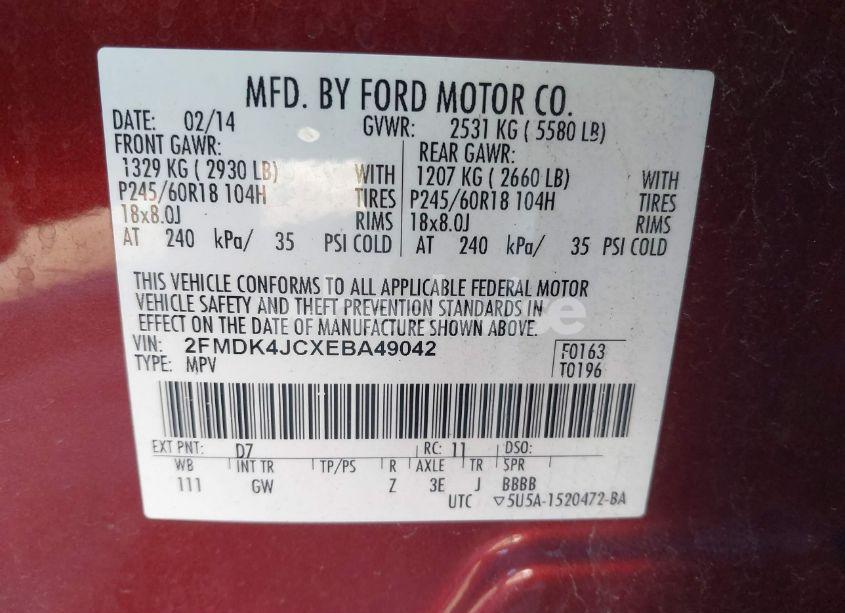 MFD. BY FORD MOTOR CO.
DATE: 02/14 GVWR: 2531 KG ( 5580 LB)
FRONT GAWR: REAR GAWR:
1329 KG ( 2930 LB) WITH 1207 KG ( 2660 LB) WITH
P245/60R18 104H TIRES P245/60R18 104H TIRES
18x8.0J RIMS 18x8.0J RIMS
AT 240 kPa/ 35 PSI COLD AT 240 kPa/ 35 PSI COLD
THIS VEHICLE CONFORMS TO ALL APPLICABLE FEDERAL MOTOR
VEHICLE SAFETY AND THEFT PREVENTION STANDARDS IN
EFFECT ON THE DATE OF MANUFACTURE SHOWN ABOVE.
VIN: 2FMDK4JCXEBA49042 F0163
TYPE: MPV T0196
EXT PNT: D7 RC: 11 DSO:
WB INT TR TP/PS R AXLE TR SPR
111 GW Z 3E J BBBB
UTC ▽5U5A-1520472-BA